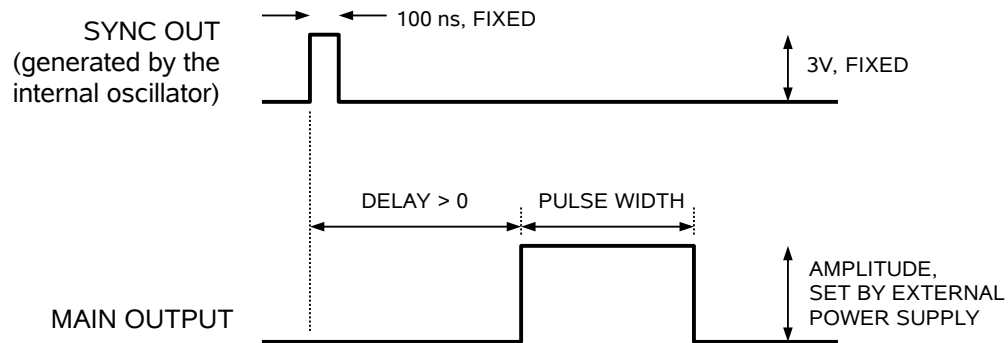 100 ns, FIXED
SYNC OUT
(generated by the
internal oscillator)
3V, FIXED
DELAY > 0
PULSE WIDTH
AMPLITUDE,
SET BY EXTERNAL
POWER SUPPLY
MAIN OUTPUT